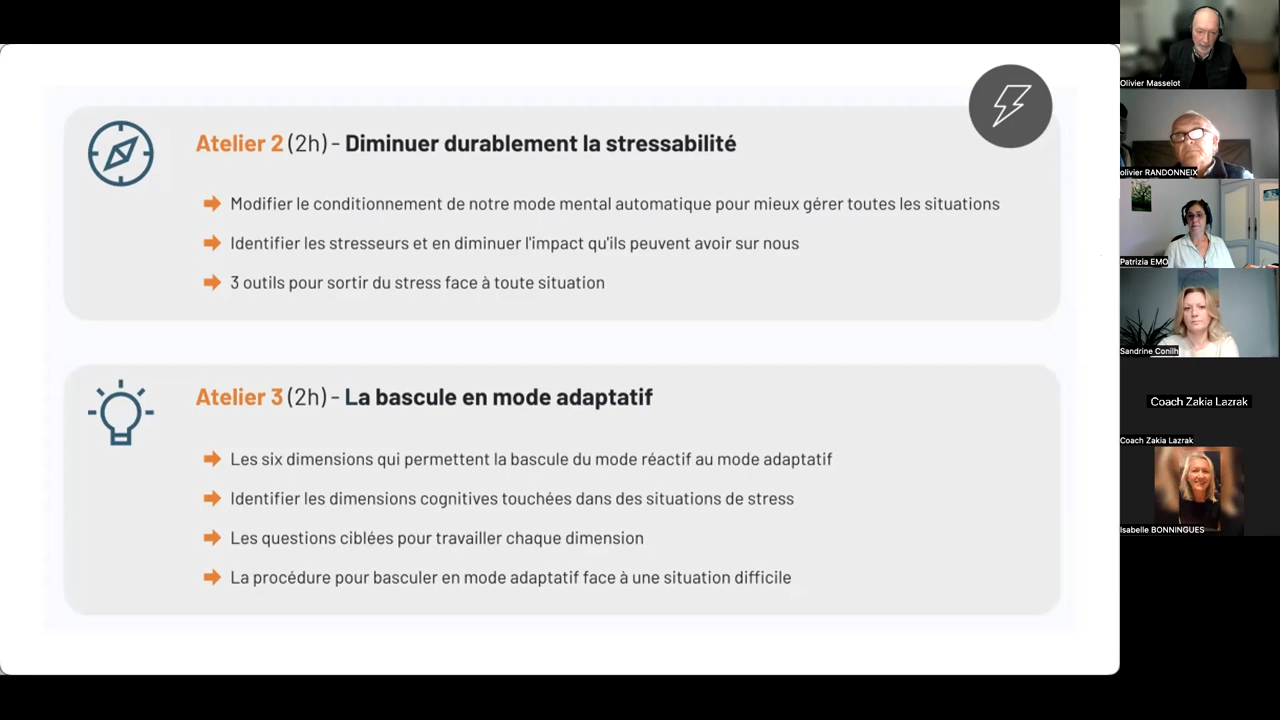 Atelier 2 (2h) - Diminuer durablement la stressabilité
Modifier le conditionnement de notre mode mental automatique pour mieux gérer toutes les situations
Identifier les stresseurs et en diminuer l'impact qu'ils peuvent avoir sur nous
3 outils pour sortir du stress face à toute situation
Atelier 3 (2h) - La bascule en mode adaptatif
Les six dimensions qui permettent la bascule du mode réactif au mode adaptatif
Identifier les dimensions cognitives touchées dans des situations de stress
Les questions ciblées pour travailler chaque dimension
La procédure pour basculer en mode adaptatif face à une situation difficile
Olivier Masselot
olivier RANDONNEIX
Patrizia EMO
Sandrine Conilh
Coach Zakia Lazrak
Coach Zakia Lazrak
Isabelle BONNINGUES